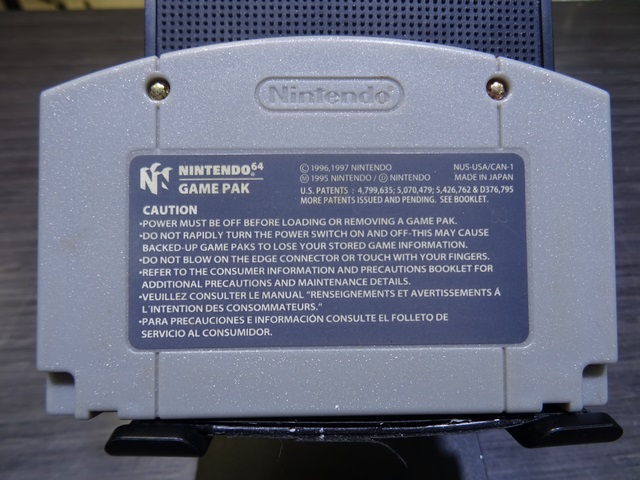 Nintendo
NINTENDO 64
GAME PAK
© 1996,1997 NINTENDO
Ⓜ 1995 NINTENDO / Ⓓ NINTENDO
NUS-USA/CAN-1
MADE IN JAPAN
U.S. PATENTS : 4,799,635; 5,070,479; 5,426,762 & D376,795
MORE PATENTS ISSUED AND PENDING. SEE BOOKLET.
CAUTION
•POWER MUST BE OFF BEFORE LOADING OR REMOVING A GAME PAK.
•DO NOT RAPIDLY TURN THE POWER SWITCH ON AND OFF-THIS MAY CAUSE
BACKED-UP GAME PAKS TO LOSE YOUR STORED GAME INFORMATION.
•DO NOT BLOW ON THE EDGE CONNECTOR OR TOUCH WITH YOUR FINGERS.
•REFER TO THE CONSUMER INFORMATION AND PRECAUTIONS BOOKLET FOR
ADDITIONAL PRECAUTIONS AND MAINTENANCE DETAILS.
•VEUILLEZ CONSULTER LE MANUAL "RENSEIGNEMENTS ET AVERTISSEMENTS Á
L'INTENTION DES CONSOMMATEURS."
•PARA PRECAUCIONES E INFORMACIÓN CONSULTE EL FOLLETO DE
SERVICIO AL CONSUMIDOR.